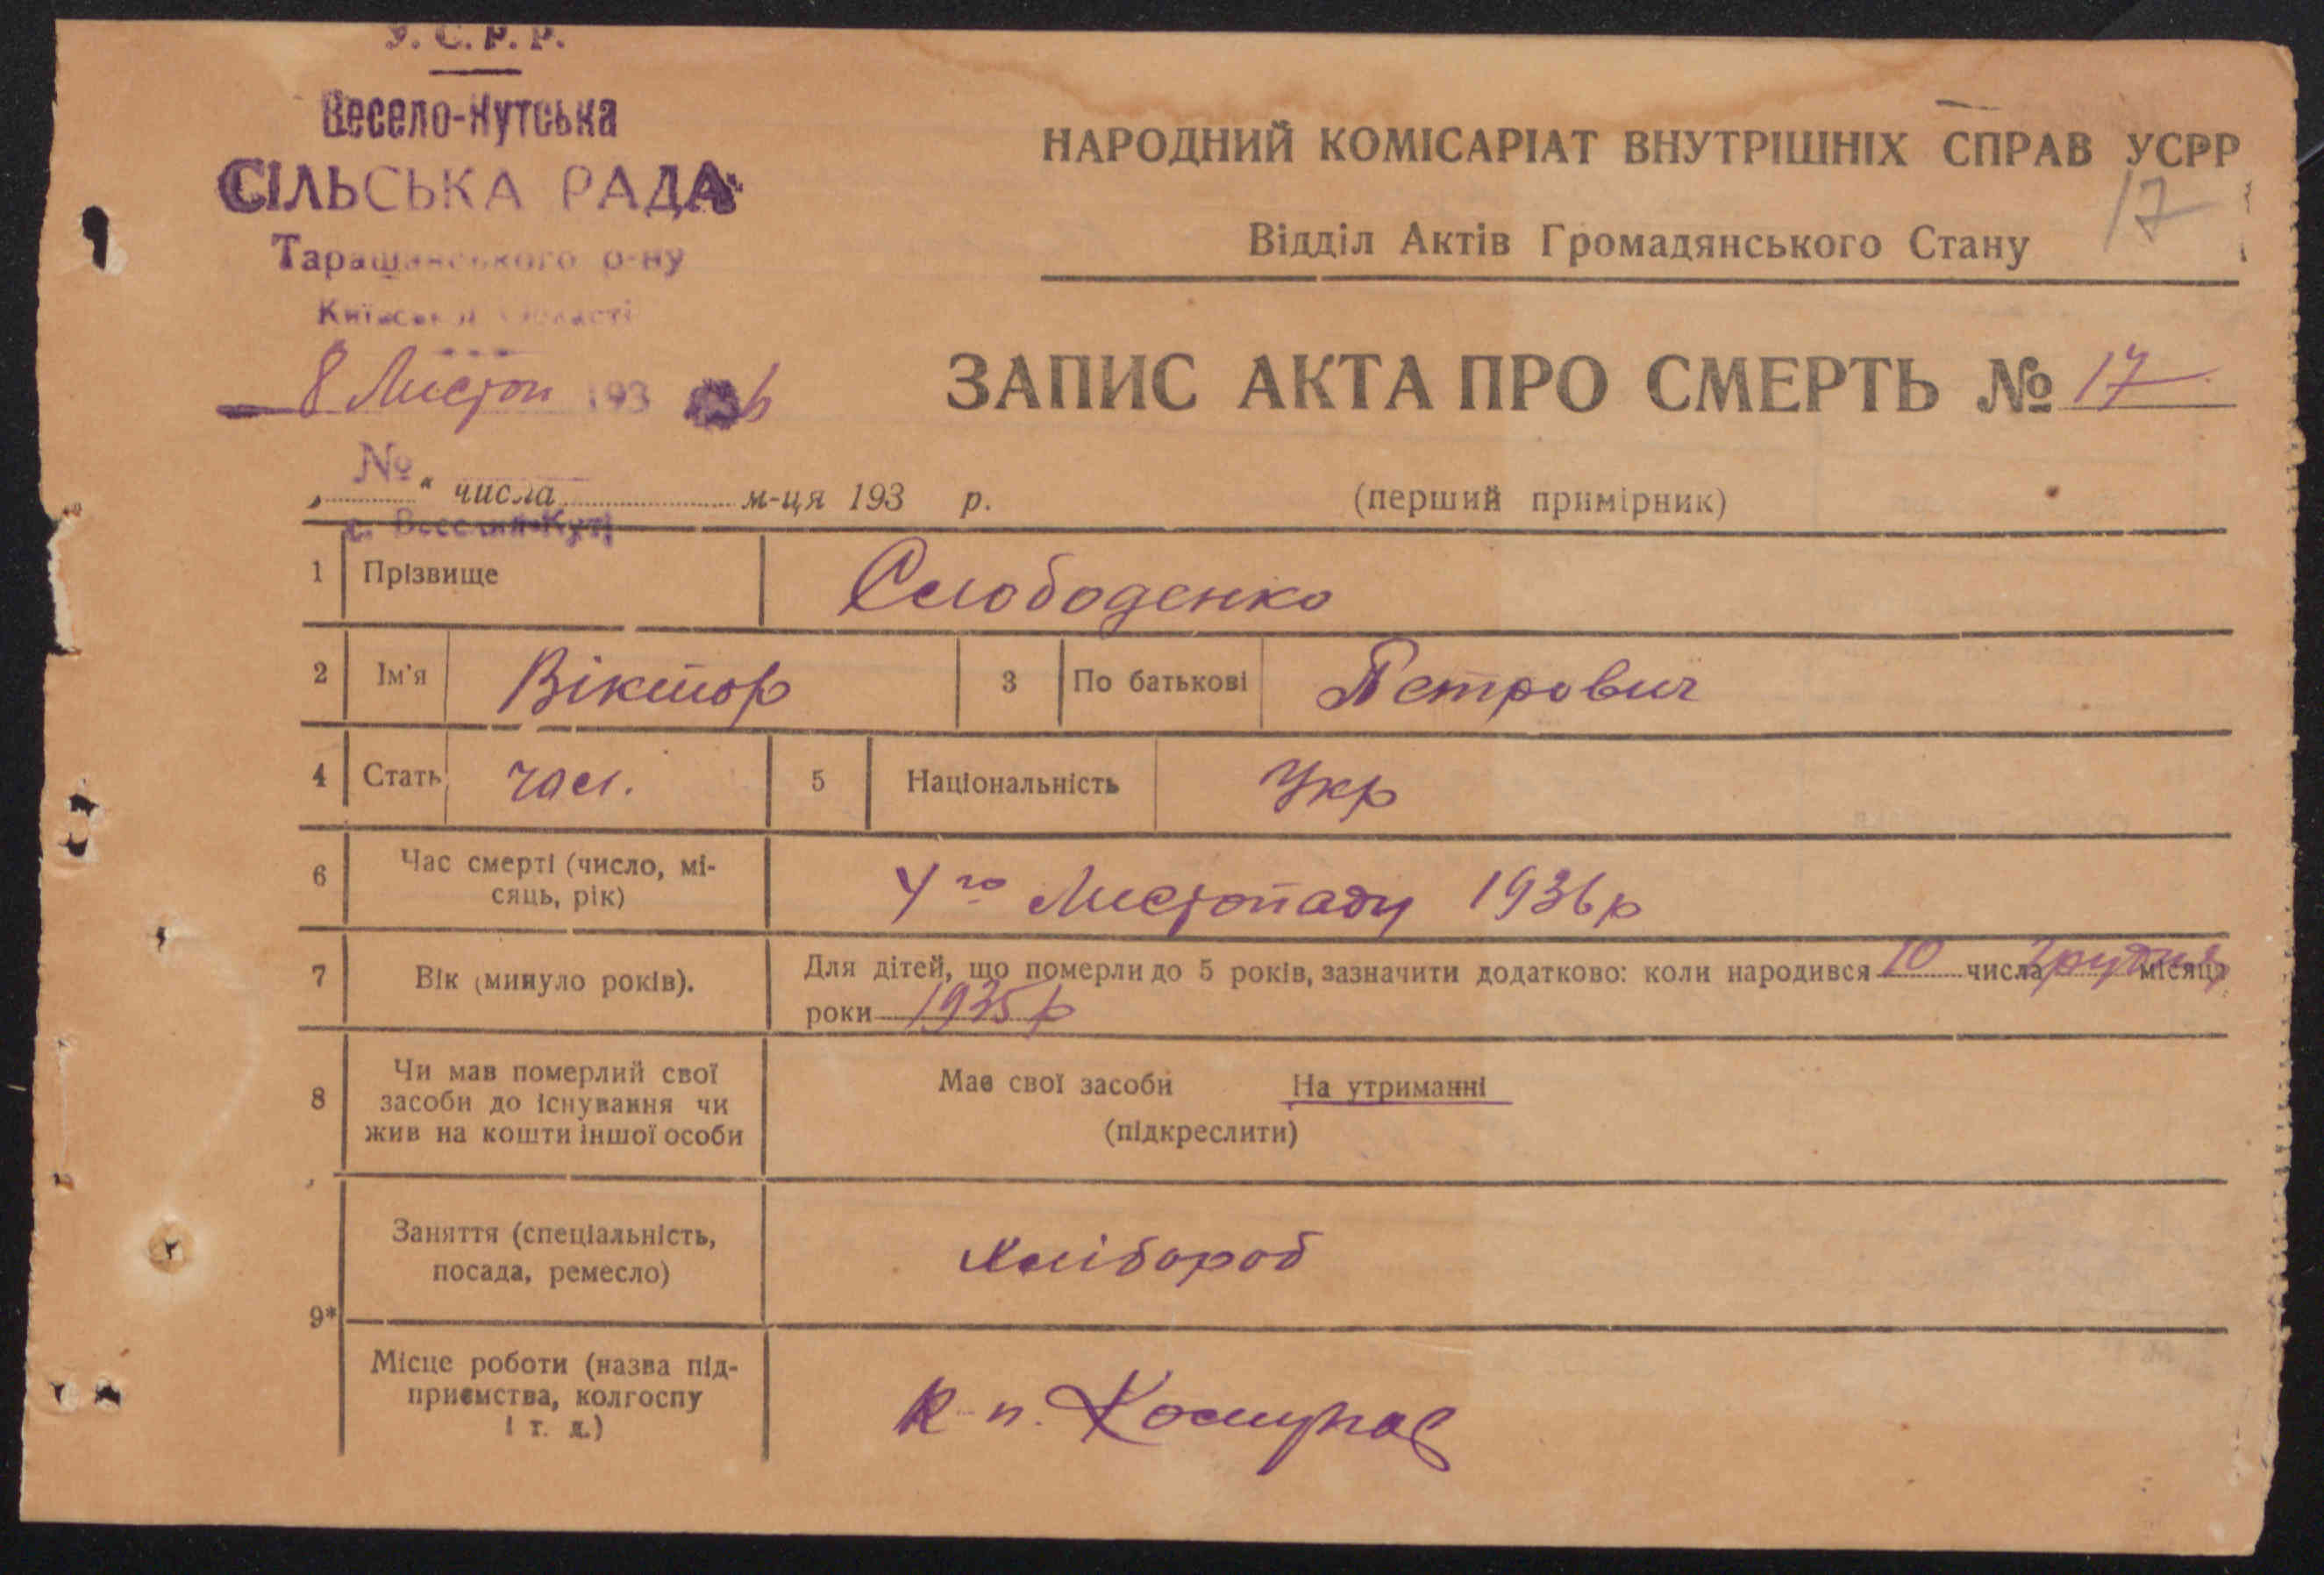 У. С. Р. Р.
Весело-Кутська
СІЛЬСЬКА РАДА
Таращанського р-ну
Київської Області
8 Листоп 193 6
№
с. Веселий-Кут
НАРОДНИЙ КОМІСАРІАТ ВНУТРІШНІХ СПРАВ УСРР
17
Відділ Актів Громадянського Стану
ЗАПИС АКТА ПРО СМЕРТЬ № 17
„ “ числа м-ця 193 р.
(перший примірник)
1 Прізвище Слободенко
2 Ім'я Віктор 3 По батькові Петрович
4 Стать чол. 5 Національність Укр
6 Час смерті (число, мі-
сяць, рік)
4го Листопаду 1936 р
7 Вік (минуло років).
Для дітей, що померли до 5 років, зазначити додатково: коли народився 10 числа Грудня місяця
роки 1935 р
8 Чи мав померлий свої
засоби до існування чи
жив на кошти іншої особи
Має свої засоби На утриманні
(підкреслити)
9*
Заняття (спеціальність,
посада, ремесло)
хлібороб
Місце роботи (назва під-
приємства, колгоспу
і т. д.)
к-п.